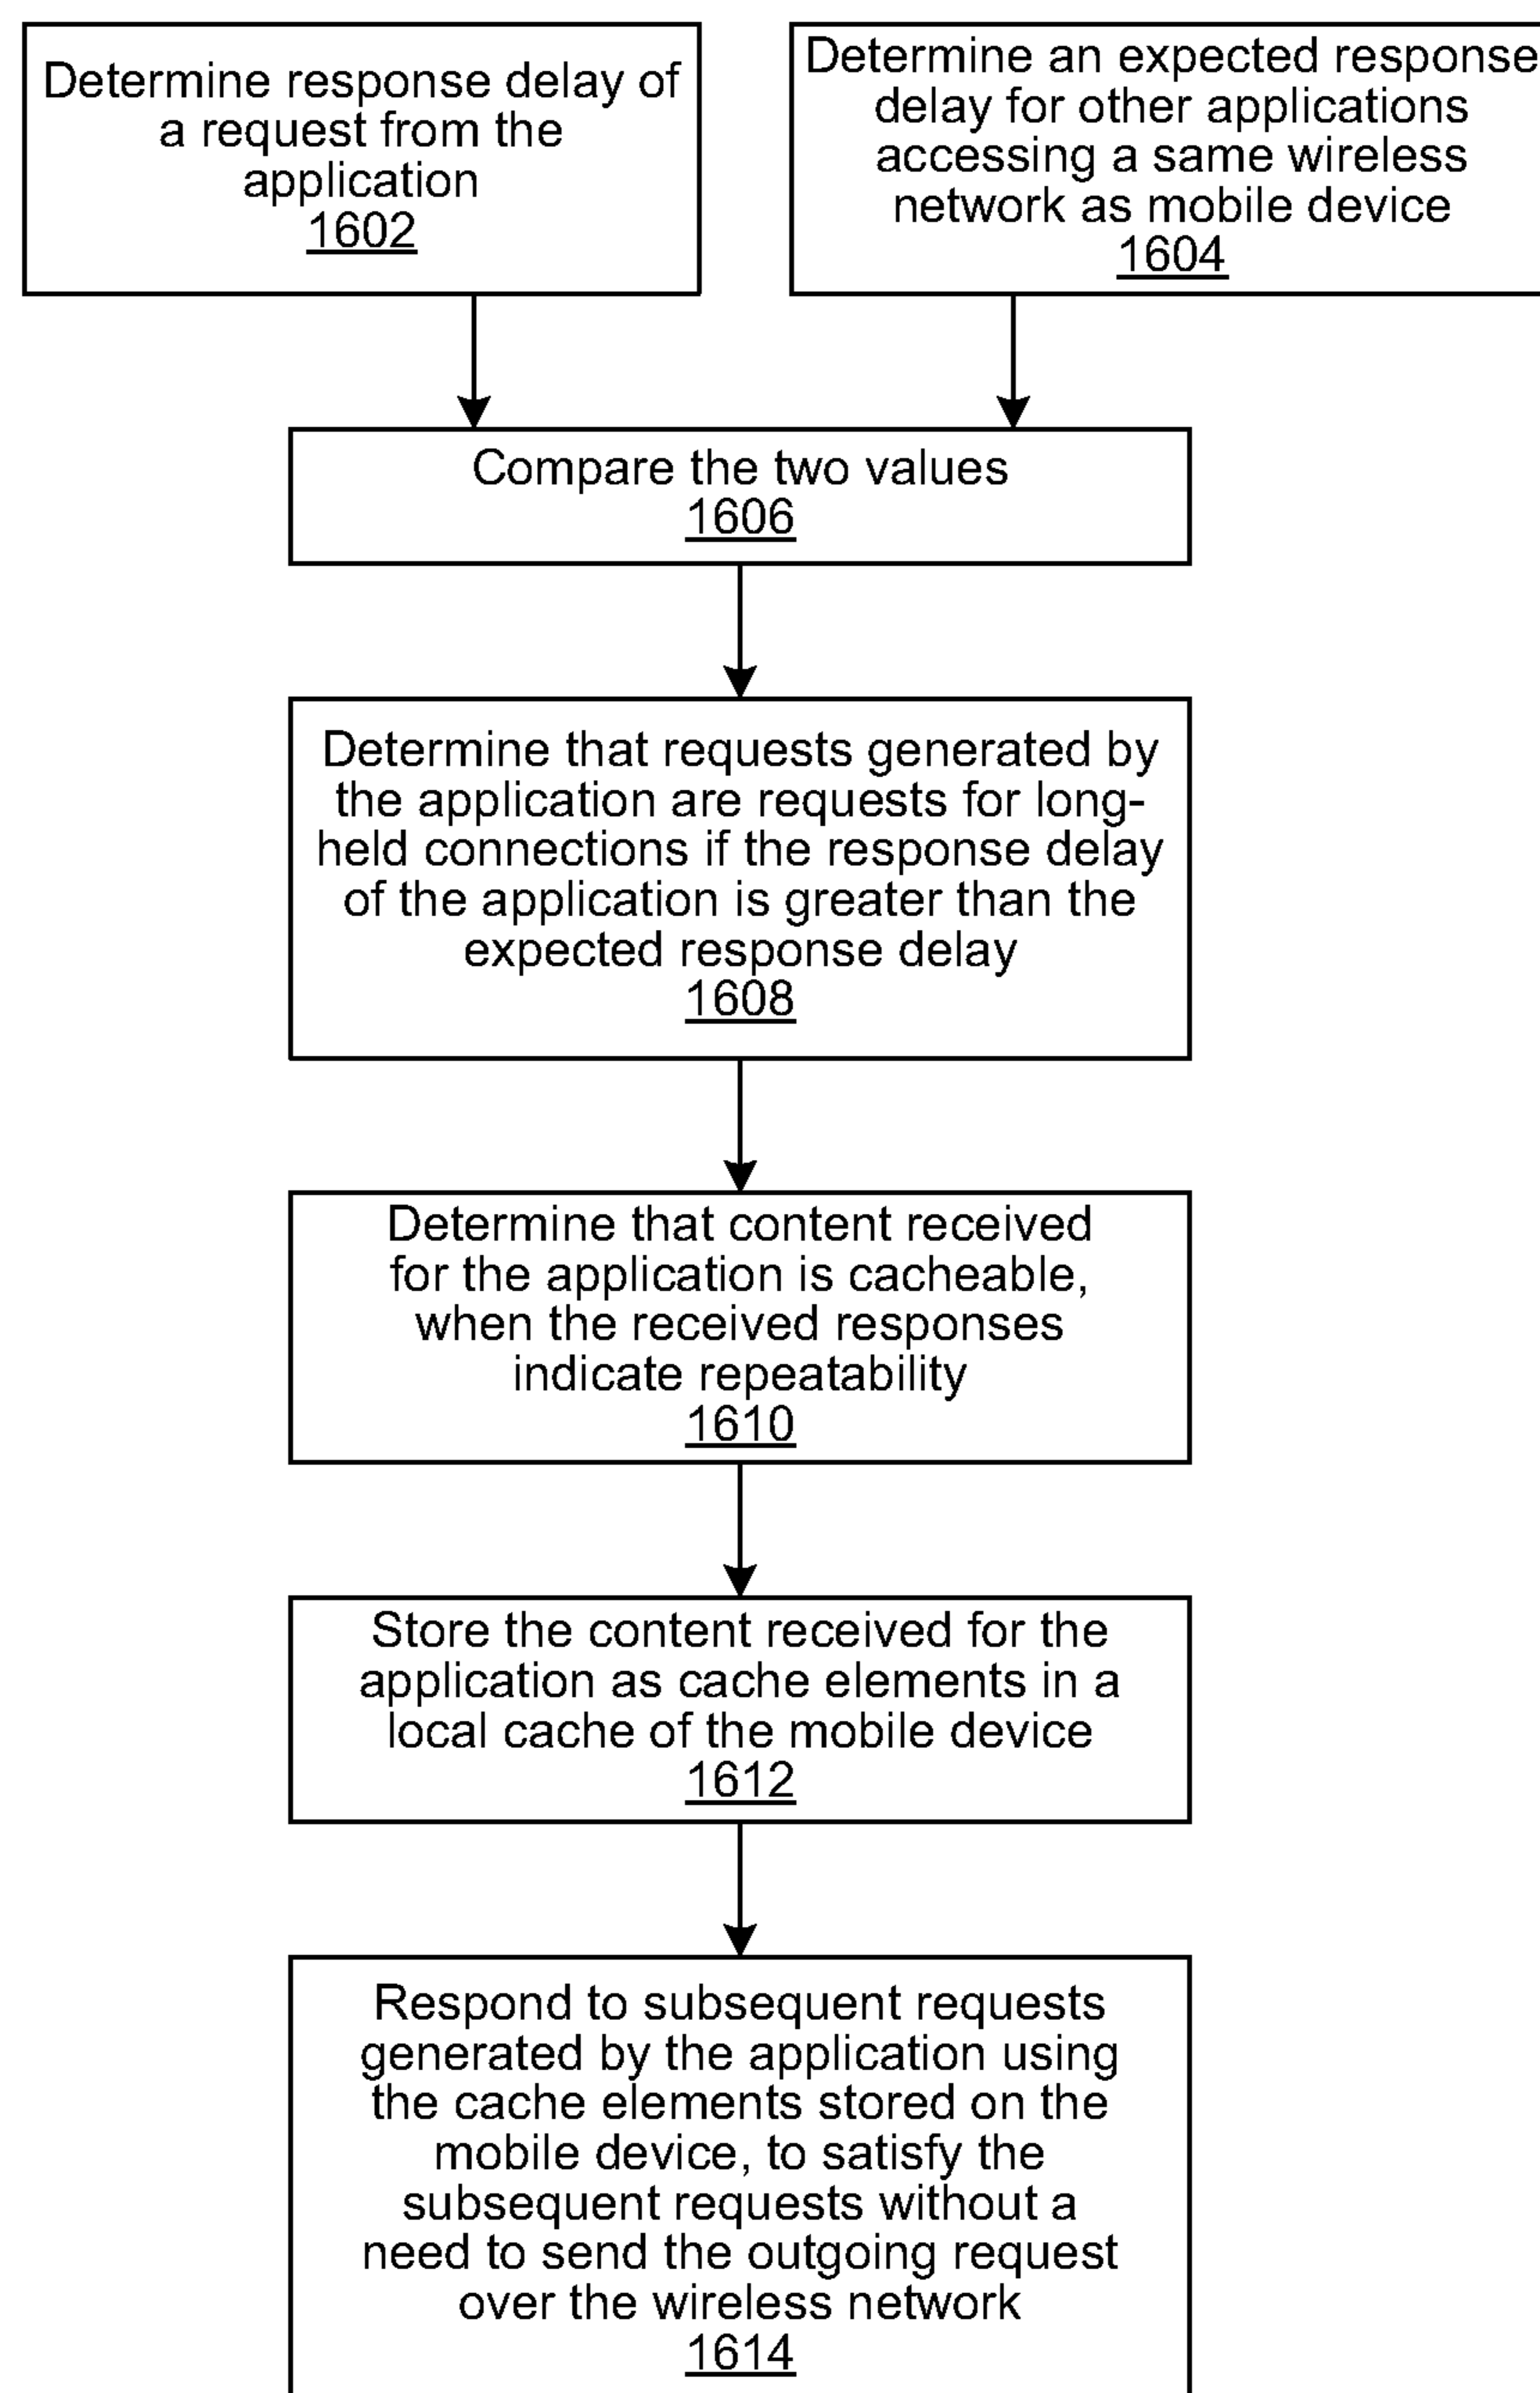 Determine response delay of
a request from the
application
1602
Determine an expected response
delay for other applications
accessing a same wireless
network as mobile device
1604
Compare the two values
1606
Determine that requests generated by
the application are requests for long-
held connections if the response delay
of the application is greater than the
expected response delay
1608
Determine that content received
for the application is cacheable,
when the received responses
indicate repeatability
1610
Store the content received for the
application as cache elements in a
local cache of the mobile device
1612
Respond to subsequent requests
generated by the application using
the cache elements stored on the
mobile device, to satisfy the
subsequent requests without a
need to send the outgoing request
over the wireless network
1614